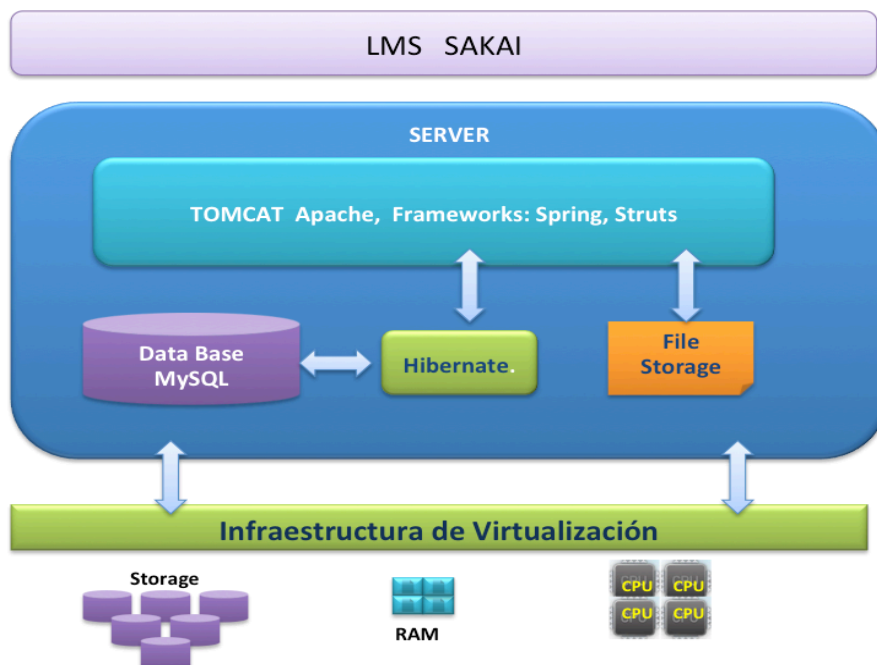 LMS SAKAI
SERVER
TOMCAT Apache, Frameworks: Spring, Struts
Data Base
MySQL
Hibernate.
File
Storage
Infraestructura de Virtualización
Storage
RAM
CPU
CPU
CPU
CPU